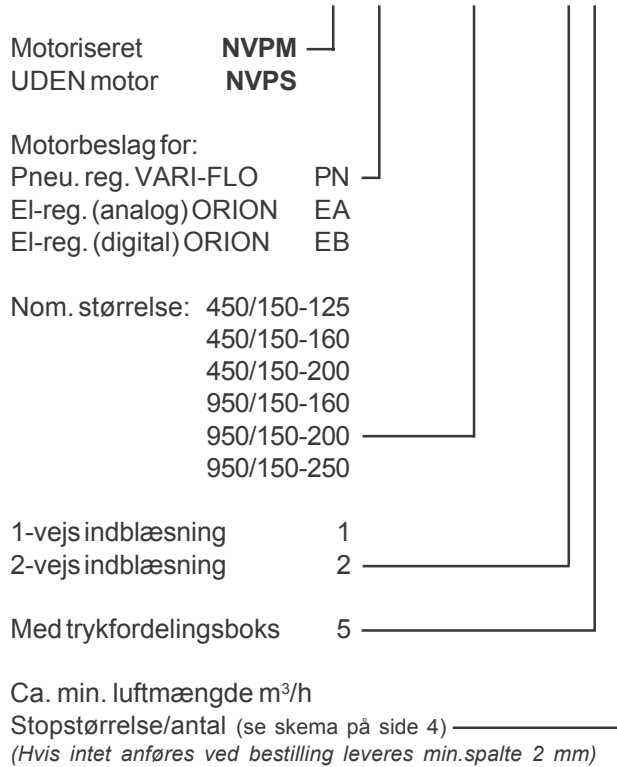 Motoriseret NVPM
UDEN motor NVPS
Motorbeslag for:
Pneu. reg. VARI-FLO PN
El-reg. (analog) ORION EA
El-reg. (digital) ORION EB
Nom. størrelse: 450/150-125
450/150-160
450/150-200
950/150-160
950/150-200
950/150-250
1-vejs indblæsning 1
2-vejs indblæsning 2
Med trykfordelingsboks 5
Ca. min. luftmængde m³/h
Stopstørrelse/antal (se skema på side 4)
(Hvis intet anføres ved bestilling leveres min.spalte 2 mm)